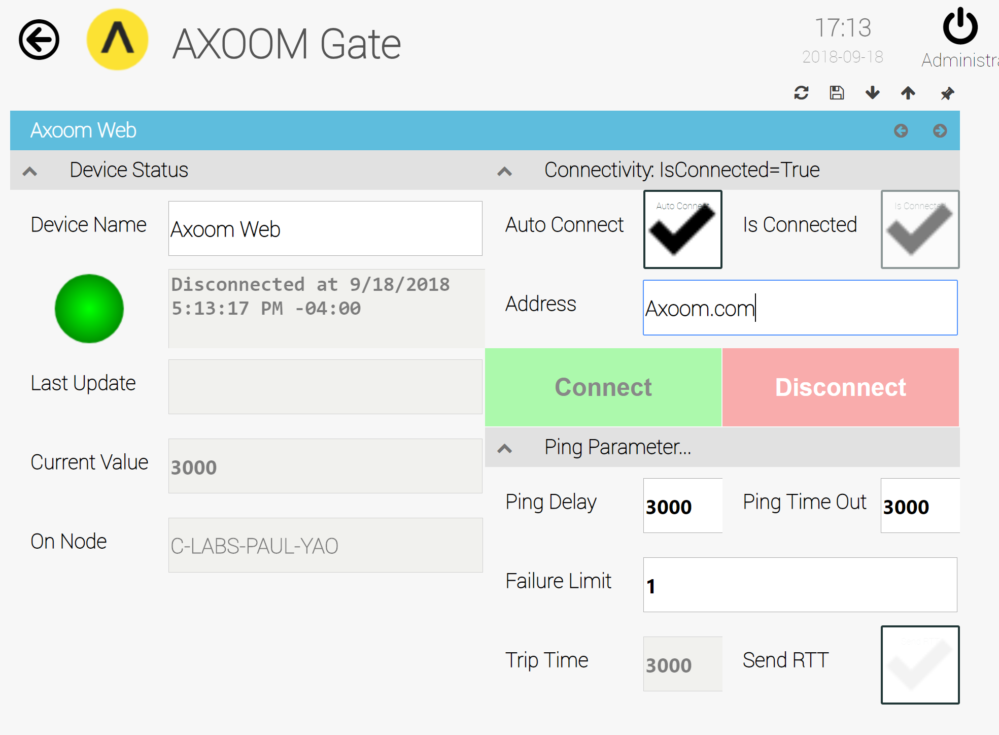 AXOOM Gate
17:13
2018-09-18
Administra
Axoom Web
Device Status
Connectivity: IsConnected=True
Device Name
Axoom Web
Auto Connect
Auto Connect
Is Connected
Is Connected
Disconnected at 9/18/2018
5:13:17 PM -04:00
Address
Axoom.com
Last Update
Connect
Disconnect
Current Value
3000
Ping Parameter...
Ping Delay
3000
Ping Time Out
3000
On Node
C-LABS-PAUL-YAO
Failure Limit
1
Trip Time
3000
Send RTT